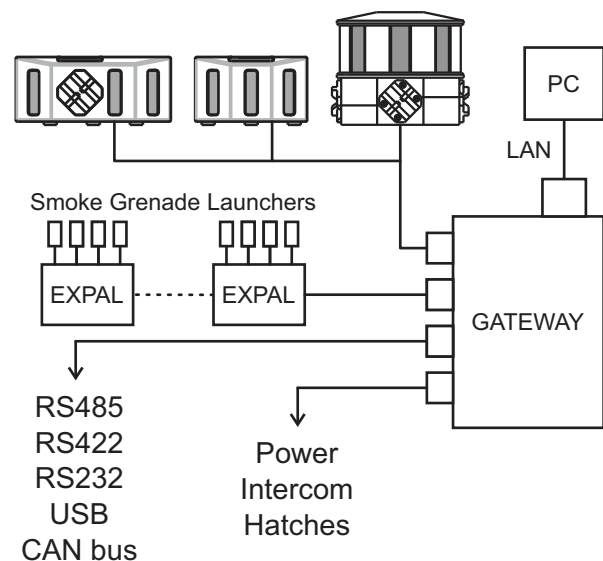 PC
LAN
Smoke Grenade Launchers
EXPAL
EXPAL
GATEWAY
RS485
RS422
RS232
USB
CAN bus
Power
Intercom
Hatches